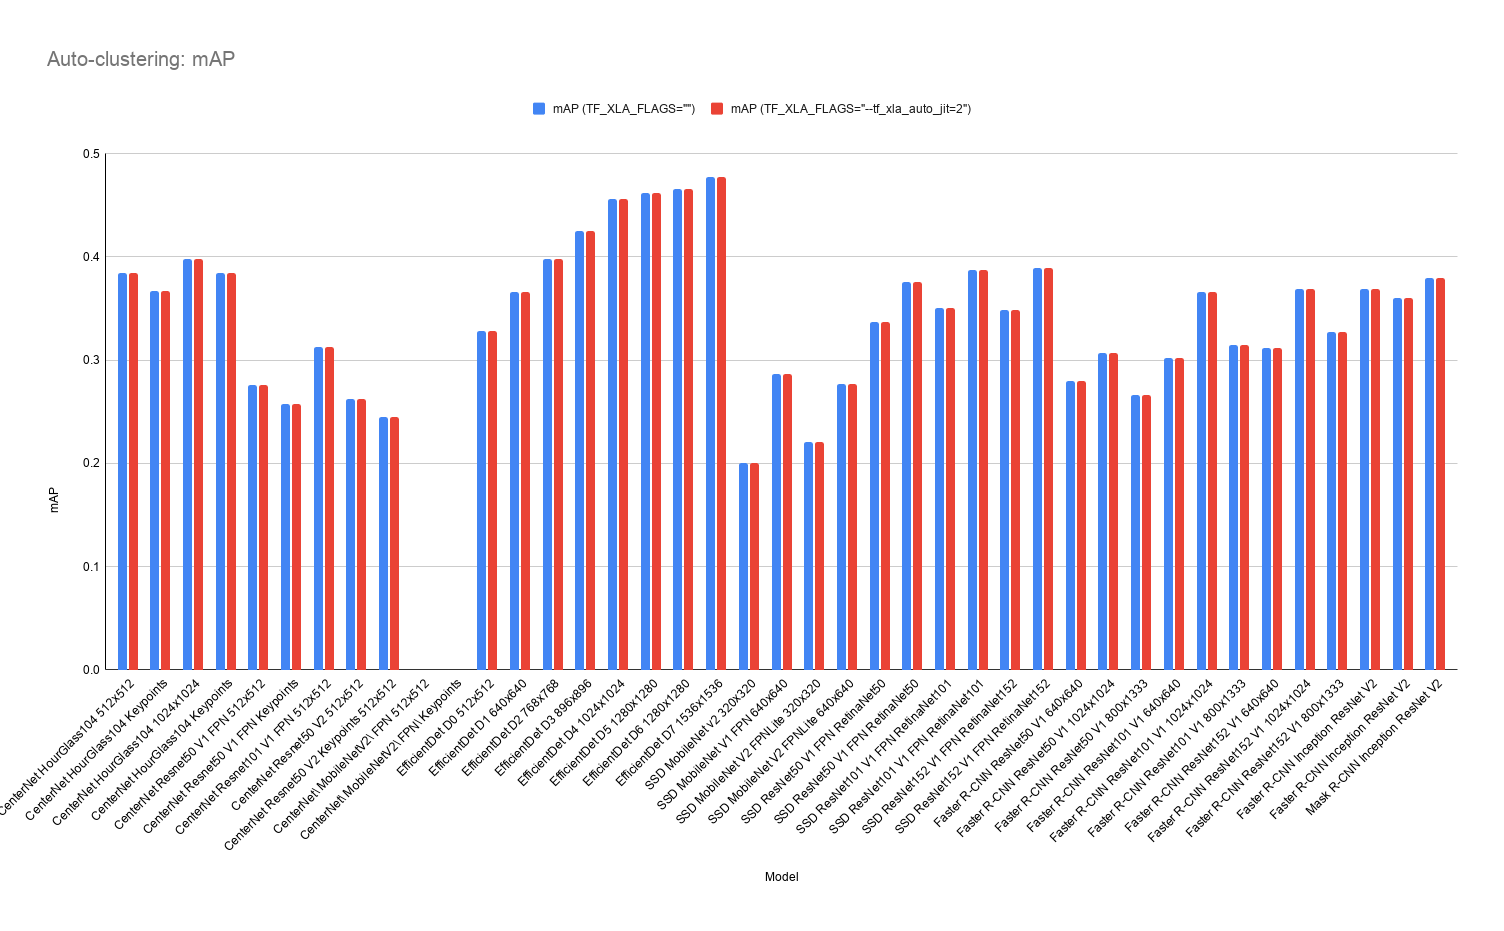 Auto-clustering: mAP
mAP (TF_XLA_FLAGS="")
mAP (TF_XLA_FLAGS="--tf_xla_auto_jit=2")
0.5
0.4
0.3
0.2
0.1
0.0
mAP
CenterNet HourGlass104 512x512
CenterNet HourGlass104 Keypoints
CenterNet HourGlass104 1024x1024
CenterNet HourGlass104 Keypoints
CenterNet Resnet50 V1 FPN 512x512
CenterNet Resnet50 V1 FPN Keypoints
CenterNet Resnet101 V1 FPN 512x512
CenterNet Resnet50 V2 512x512
CenterNet Resnet50 V2 Keypoints 512x512
CenterNet\ MobileNetV2\ FPN 512x512
CenterNet MobileNetV2\ FPN\ Keypoints
EfficientDet D0 512x512
EfficientDet D1 640x640
EfficientDet D2 768x768
EfficientDet D3 896x896
EfficientDet D4 1024x1024
EfficientDet D5 1280x1280
EfficientDet D6 1280x1280
EfficientDet D7 1536x1536
SSD MobileNet v2 320x320
SSD MobileNet V1 FPN 640x640
SSD MobileNet V2 FPNLite 320x320
SSD MobileNet V2 FPNLite 640x640
SSD ResNet50 V1 FPN RetinaNet50
SSD ResNet50 V1 FPN RetinaNet50
SSD ResNet101 V1 FPN RetinaNet101
SSD ResNet101 V1 FPN RetinaNet101
SSD ResNet152 V1 FPN RetinaNet152
SSD ResNet152 V1 FPN RetinaNet152
Faster R-CNN ResNet50 V1 640x640
Faster R-CNN ResNet50 V1 1024x1024
Faster R-CNN ResNet50 V1 800x1333
Faster R-CNN ResNet101 V1 640x640
Faster R-CNN ResNet101 V1 1024x1024
Faster R-CNN ResNet101 V1 800x1333
Faster R-CNN ResNet152 V1 640x640
Faster R-CNN ResNet152 V1 1024x1024
Faster R-CNN ResNet152 V1 800x1333
Faster R-CNN Inception ResNet V2
Faster R-CNN Inception ResNet V2
Mask R-CNN Inception ResNet V2
Model